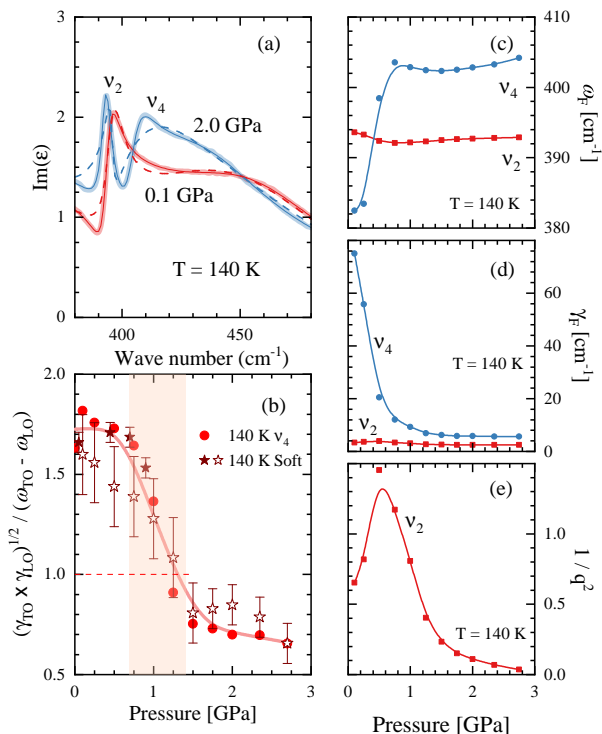 (a)
ν2
ν4
2.0 GPa
0.1 GPa
T = 140 K
Im(ε)
3
2
1
0
400
450
Wave number (cm-1)
(b)
140 K ν4
140 K Soft
(γTO x γLO)1/2 / (ωTO - ωLO)
2.0
1.5
1.0
0.5
0
1
2
3
Pressure [GPa]
(c)
ν4
ν2
T = 140 K
ωF [cm-1]
410
400
390
380
(d)
ν4
ν2
T = 140 K
γF [cm-1]
60
40
20
0
(e)
ν2
T = 140 K
1 / q2
1.0
0.5
0.0
0
1
2
3
Pressure [GPa]